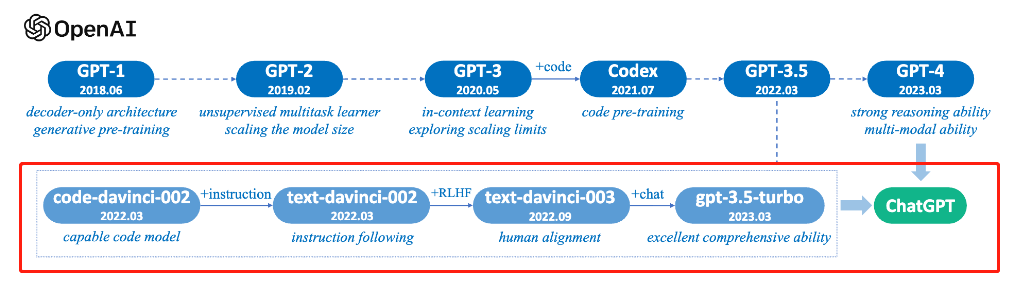 OpenAI
GPT-1
2018.06
GPT-2
2019.02
GPT-3
2020.05
+code
Codex
2021.07
GPT-3.5
2022.03
GPT-4
2023.03
decoder-only architecture
generative pre-training
unsupervised multitask learner
scaling the model size
in-context learning
exploring scaling limits
code pre-training
strong reasoning ability
multi-modal ability
code-davinci-002
2022.03
+instruction
text-davinci-002
2022.03
+RLHF
text-davinci-003
2022.09
+chat
gpt-3.5-turbo
2023.03
ChatGPT
capable code model
instruction following
human alignment
excellent comprehensive ability